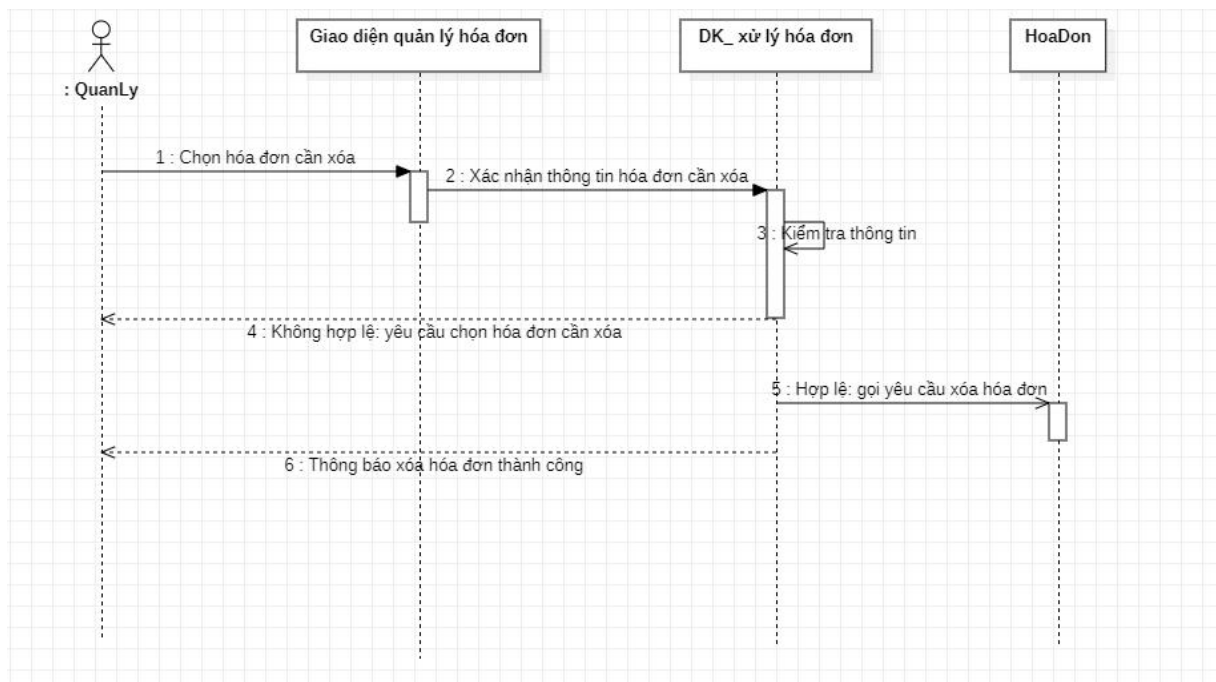 Giao diện quản lý hóa đơn
DK_ xử lý hóa đơn
HoaDon
: QuanLy
1 : Chọn hóa đơn cần xóa
2 : Xác nhận thông tin hóa đơn cần xóa
3 : Kiểm tra thông tin
4 : Không hợp lệ: yêu cầu chọn hóa đơn cần xóa
5 : Hợp lệ: gọi yêu cầu xóa hóa đơn
6 : Thông báo xóa hóa đơn thành công